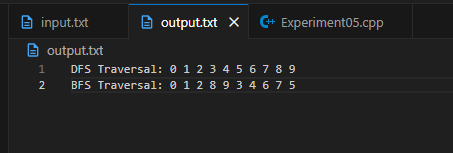 input.txt output.txt Experiment05.cpp
output.txt
1 DFS Traversal: 0 1 2 3 4 5 6 7 8 9
2 BFS Traversal: 0 1 2 8 9 3 4 6 7 5